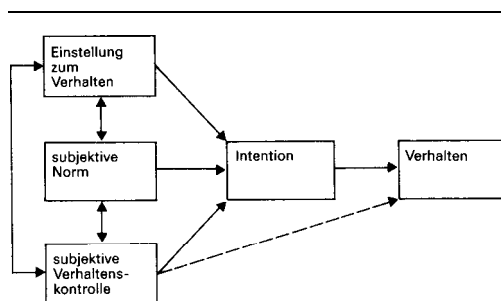 Einstellung
zum
Verhalten
subjektive
Norm
Intention
Verhalten
subjektive
Verhaltens-
kontrolle